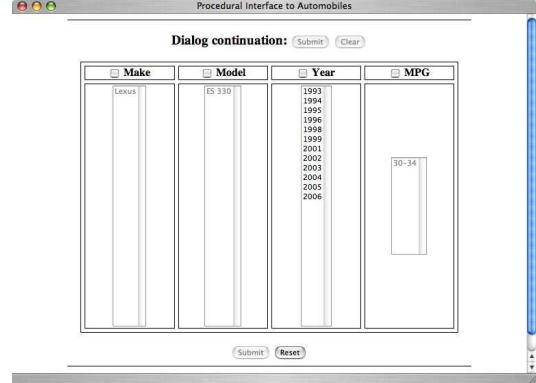 Procedural Interface to Automobiles
Dialog continuation: Submit Clear
Make Model Year MPG
Lexus
ES 330
1993
1994
1995
1996
1998
1999
2001
2002
2003
2004
2005
2006
30-34
Submit Reset